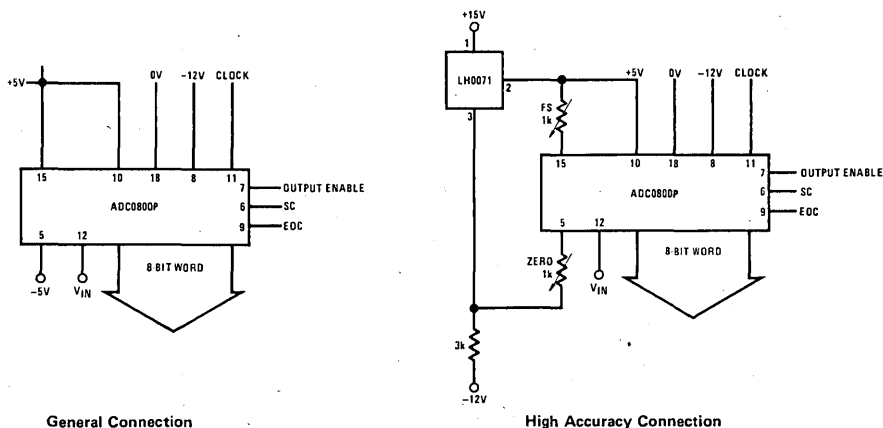 +5V
0V
-12V
CLOCK
15
10
18
8
11
7
OUTPUT ENABLE
ADC0800P
6
SC
9
EOC
5
12
8-BIT WORD
-5V
VIN
General Connection
+15V
1
LH0071
2
3
FS
1k
+5V
0V
-12V
CLOCK
15
10
18
8
11
7
OUTPUT ENABLE
ADC0800P
6
SC
9
EOC
5
12
8-BIT WORD
ZERO
1k
VIN
3k
-12V
High Accuracy Connection